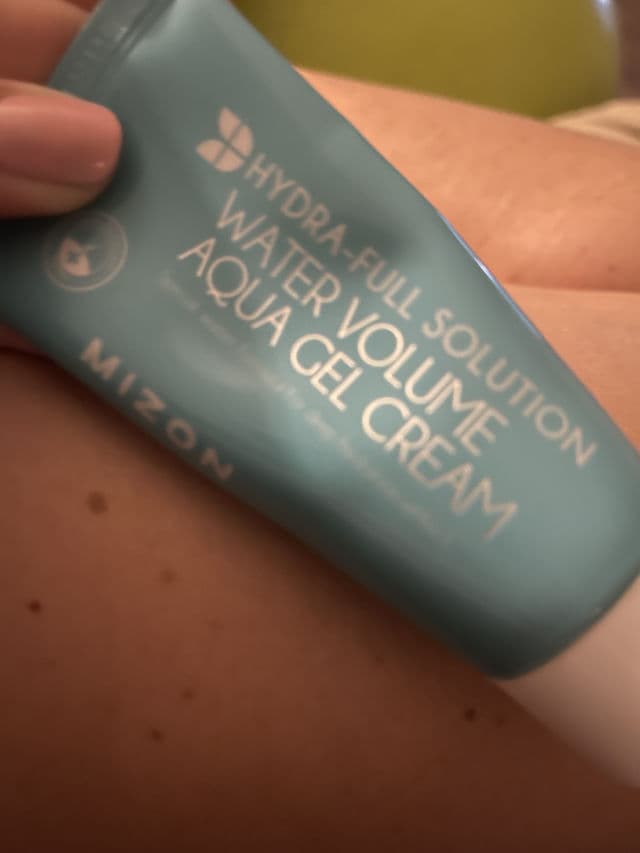 HYDRA-FULL SOLUTION
WATER VOLUME
AQUA GEL CREAM
MIZON